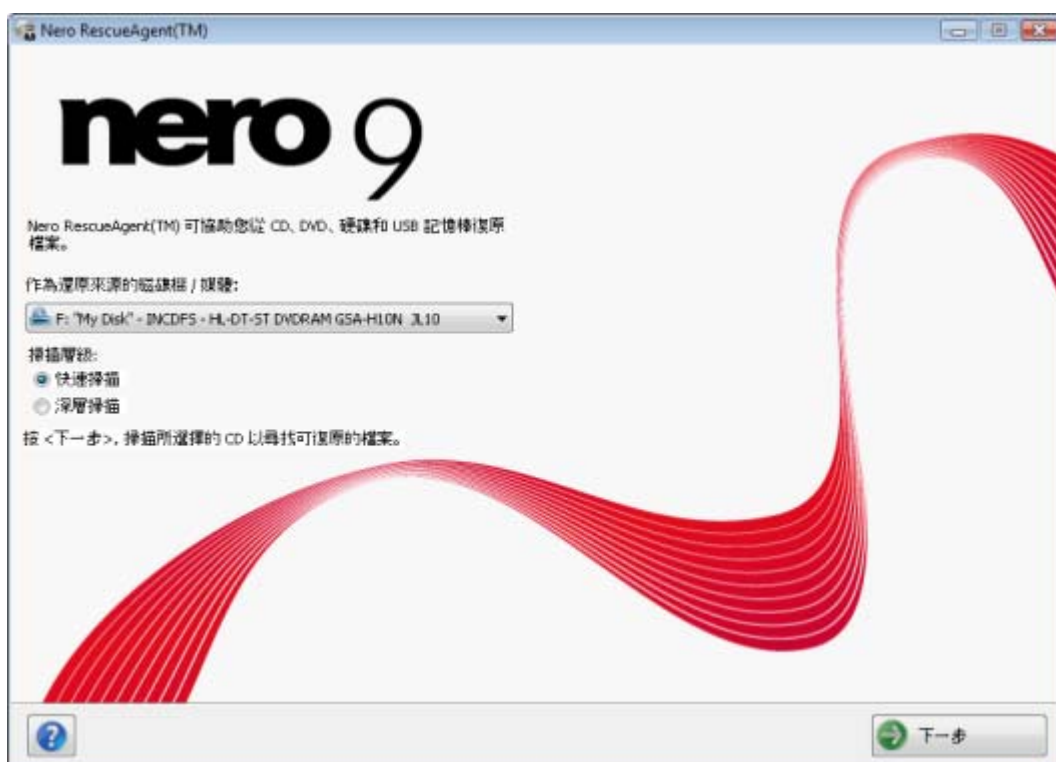 Nero RescueAgent(TM)
nero 9
Nero RescueAgent(TM) 可協助您從 CD、DVD、硬碟和 USB 記憶棒復原
檔案。
作為還原來源的磁碟機 / 媒體:
F: "My Disk" - INCDFS - HL-DT-ST DVDRAM GSA-H10N JL10
掃描層級:
快速掃描
深層掃描
按 <下一步>, 掃描所選擇的 CD 以尋找可復原的檔案。
?
下一步